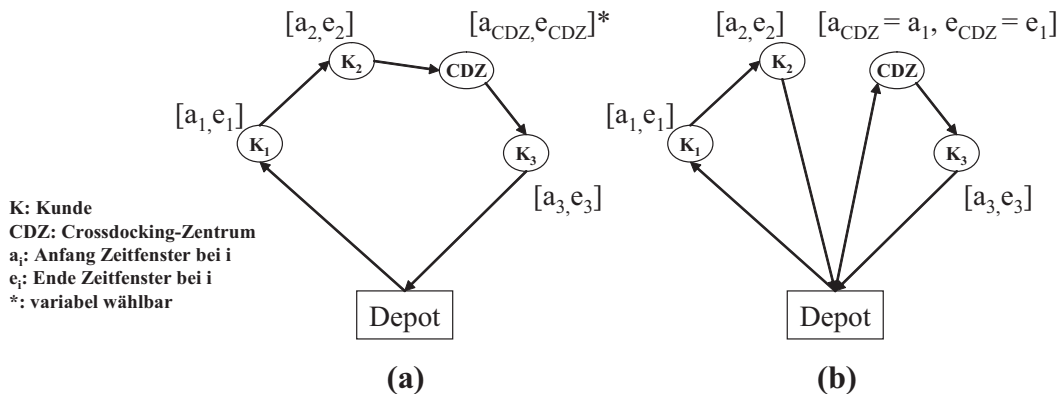 [a2,e2]
[aCDZ,eCDZ]*
K2
CDZ
[a1,e1]
K1
K3
[a3,e3]
Depot
(a)
[a2,e2]
[aCDZ = a1, eCDZ = e1]
K2
CDZ
[a1,e1]
K1
K3
[a3,e3]
Depot
(b)
K: Kunde
CDZ: Crossdocking-Zentrum
ai: Anfang Zeitfenster bei i
ei: Ende Zeitfenster bei i
*: variabel wählbar